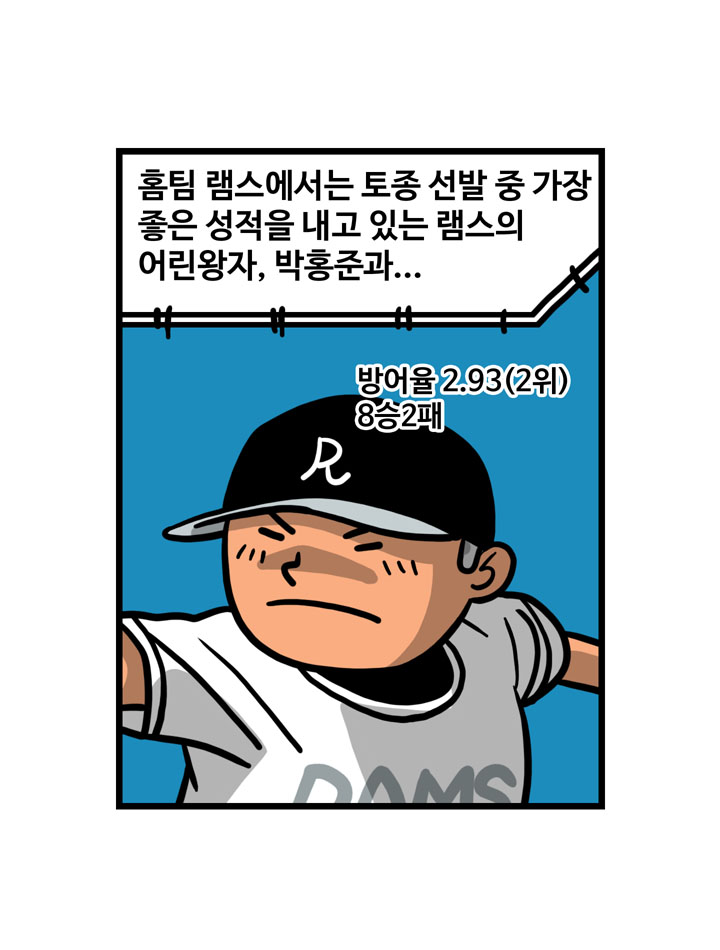 홈팀 램스에서는 토종 선발 중 가장
좋은 성적을 내고 있는 램스의
어린왕자, 박홍준과...
방어율 2.93(2위)
8승2패
R
RAMS